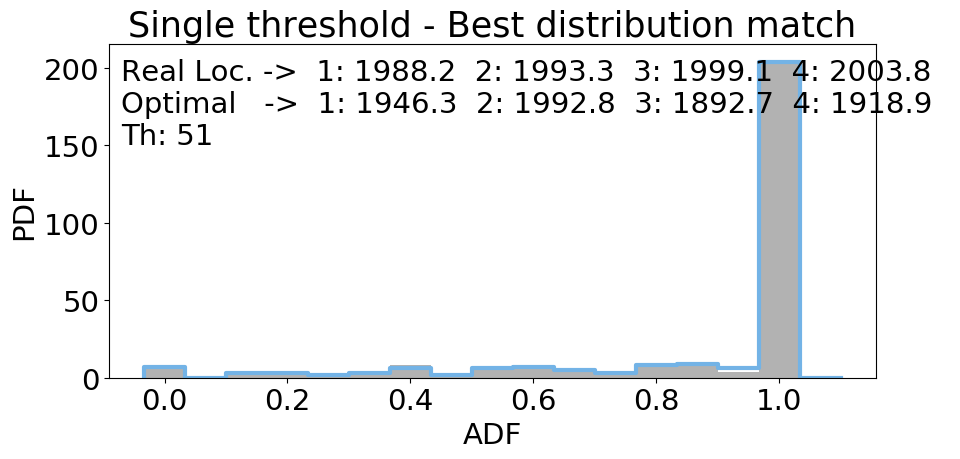 Single threshold - Best distribution match
Real Loc. -> 1: 1988.2 2: 1993.3 3: 1999.1 4: 2003.8
Optimal -> 1: 1946.3 2: 1992.8 3: 1892.7 4: 1918.9
Th: 51
PDF
200
150
100
50
0
0.0 0.2 0.4 0.6 0.8 1.0
ADF